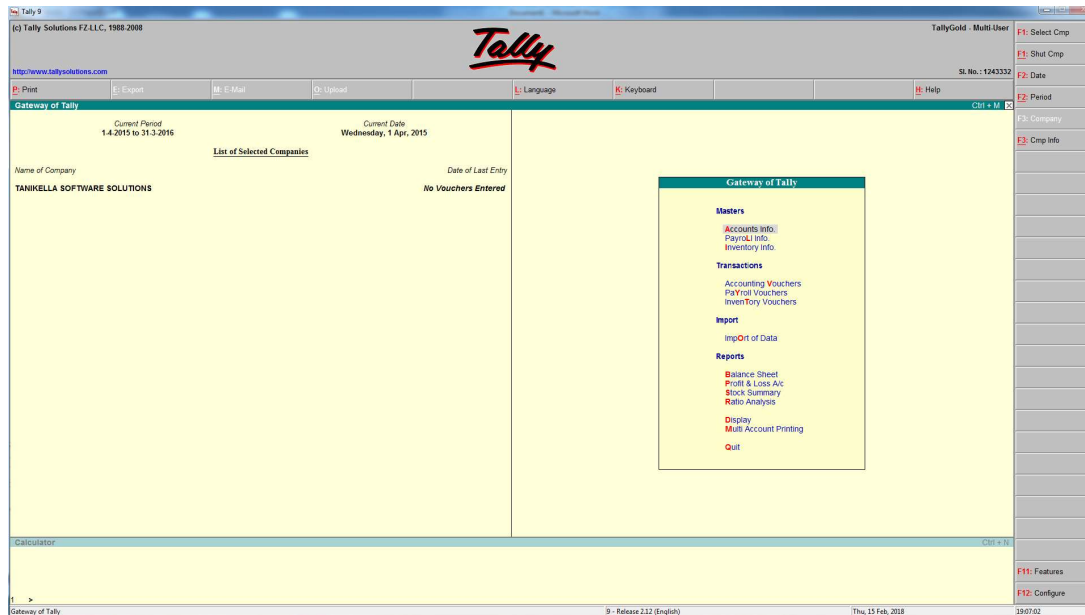 Tally 9
(c) Tally Solutions FZ-LLC, 1988-2008
Tally
TallyGold - Multi-User
http://www.tallysolutions.com
Sl. No. : 1243332
P: Print
E: Export
M: E-Mail
O: Upload
L: Language
K: Keyboard
H: Help
Gateway of Tally
Ctrl + M
Current Period
1-4-2015 to 31-3-2016
Current Date
Wednesday, 1 Apr, 2015
List of Selected Companies
Name of Company
Date of Last Entry
TANIKELLA SOFTWARE SOLUTIONS
No Vouchers Entered
Gateway of Tally
Masters
Accounts Info.
PayroLl Info.
Inventory Info.
Transactions
Accounting Vouchers
PaYroll Vouchers
InvenTory Vouchers
Import
ImpOrt of Data
Reports
Balance Sheet
Profit & Loss A/c
Stock Summary
Ratio Analysis
Display
Multi Account Printing
Quit
F1: Select Cmp
F1: Shut Cmp
F2: Date
F2: Period
F3: Company
F3: Cmp Info
F11: Features
F12: Configure
Calculator
Ctrl + N
1 >
Gateway of Tally
9 - Release 2.12 (English)
Thu, 15 Feb, 2018
19:07:02